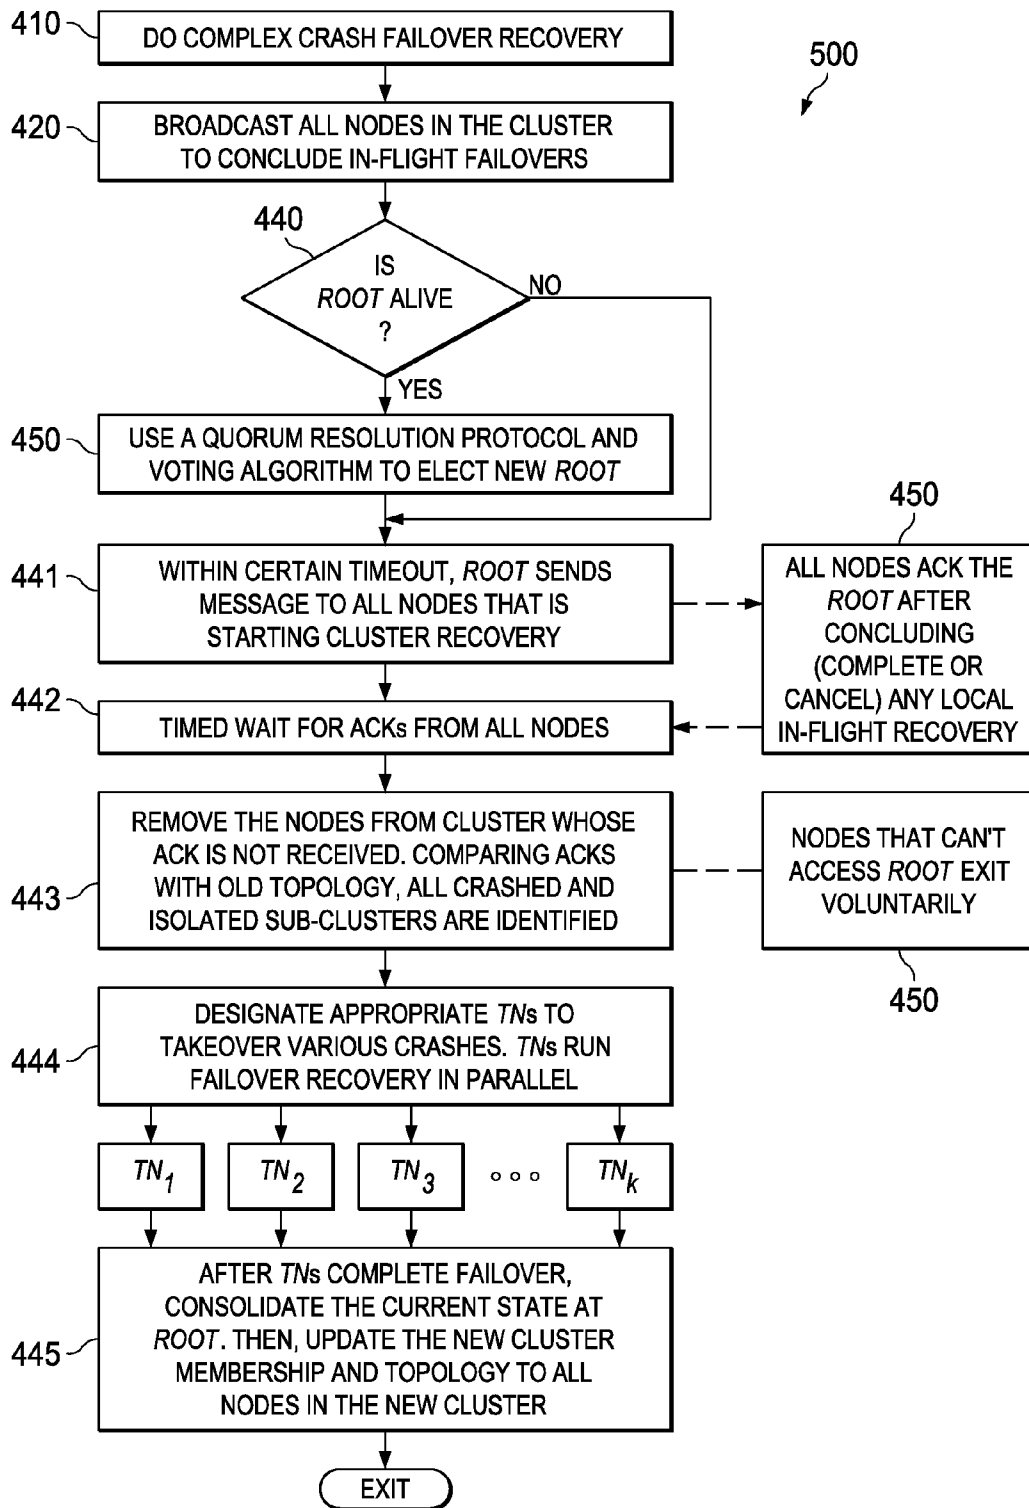 410
DO COMPLEX CRASH FAILOVER RECOVERY
500
420
BROADCAST ALL NODES IN THE CLUSTER
TO CONCLUDE IN-FLIGHT FAILOVERS
440
IS
ROOT ALIVE
?
NO
YES
450
USE A QUORUM RESOLUTION PROTOCOL AND
VOTING ALGORITHM TO ELECT NEW ROOT
441
WITHIN CERTAIN TIMEOUT, ROOT SENDS
MESSAGE TO ALL NODES THAT IS
STARTING CLUSTER RECOVERY
450
ALL NODES ACK THE
ROOT AFTER
CONCLUDING
(COMPLETE OR
CANCEL) ANY LOCAL
IN-FLIGHT RECOVERY
442
TIMED WAIT FOR ACKs FROM ALL NODES
443
REMOVE THE NODES FROM CLUSTER WHOSE
ACK IS NOT RECEIVED. COMPARING ACKS
WITH OLD TOPOLOGY, ALL CRASHED AND
ISOLATED SUB-CLUSTERS ARE IDENTIFIED
NODES THAT CAN'T
ACCESS ROOT EXIT
VOLUNTARILY
450
444
DESIGNATE APPROPRIATE TNs TO
TAKEOVER VARIOUS CRASHES. TNs RUN
FAILOVER RECOVERY IN PARALLEL
TN1
TN2
TN3
TNk
445
AFTER TNs COMPLETE FAILOVER,
CONSOLIDATE THE CURRENT STATE AT
ROOT. THEN, UPDATE THE NEW CLUSTER
MEMBERSHIP AND TOPOLOGY TO ALL
NODES IN THE NEW CLUSTER
EXIT